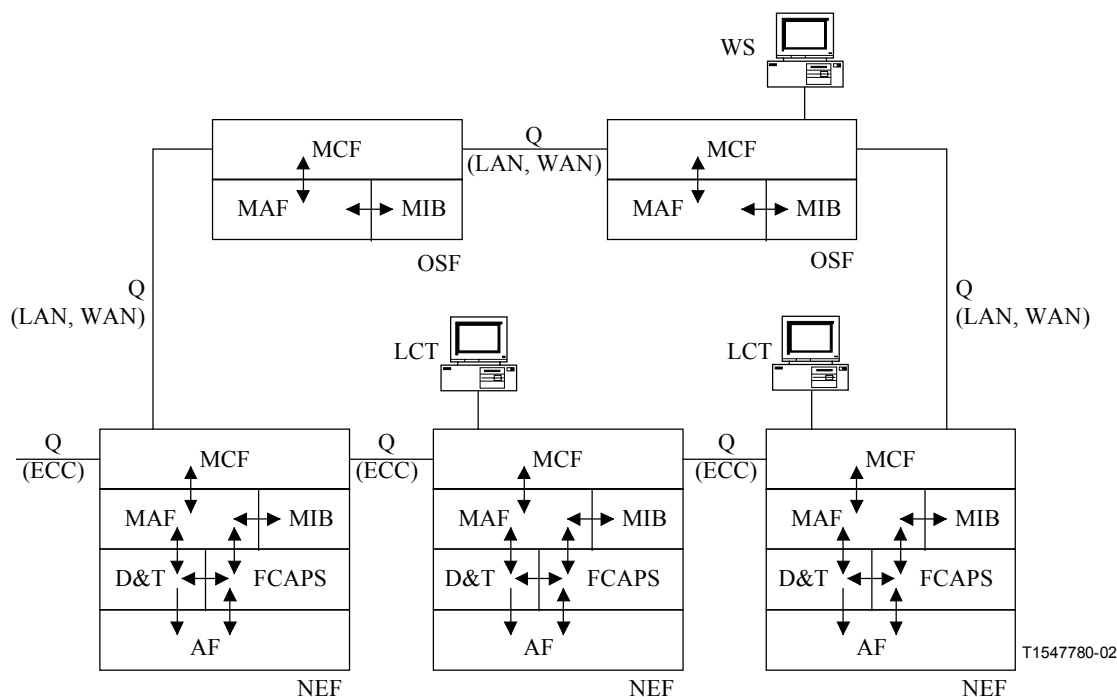 WS
MCF
MAF
MIB
OSF
Q
(LAN, WAN)
MCF
MAF
MIB
OSF
Q
(LAN, WAN)
Q
(LAN, WAN)
LCT
LCT
Q
(ECC)
MCF
MAF
MIB
D&T
FCAPS
AF
NEF
Q
(ECC)
MCF
MAF
MIB
D&T
FCAPS
AF
NEF
Q
(ECC)
MCF
MAF
MIB
D&T
FCAPS
AF
NEF
T1547780-02